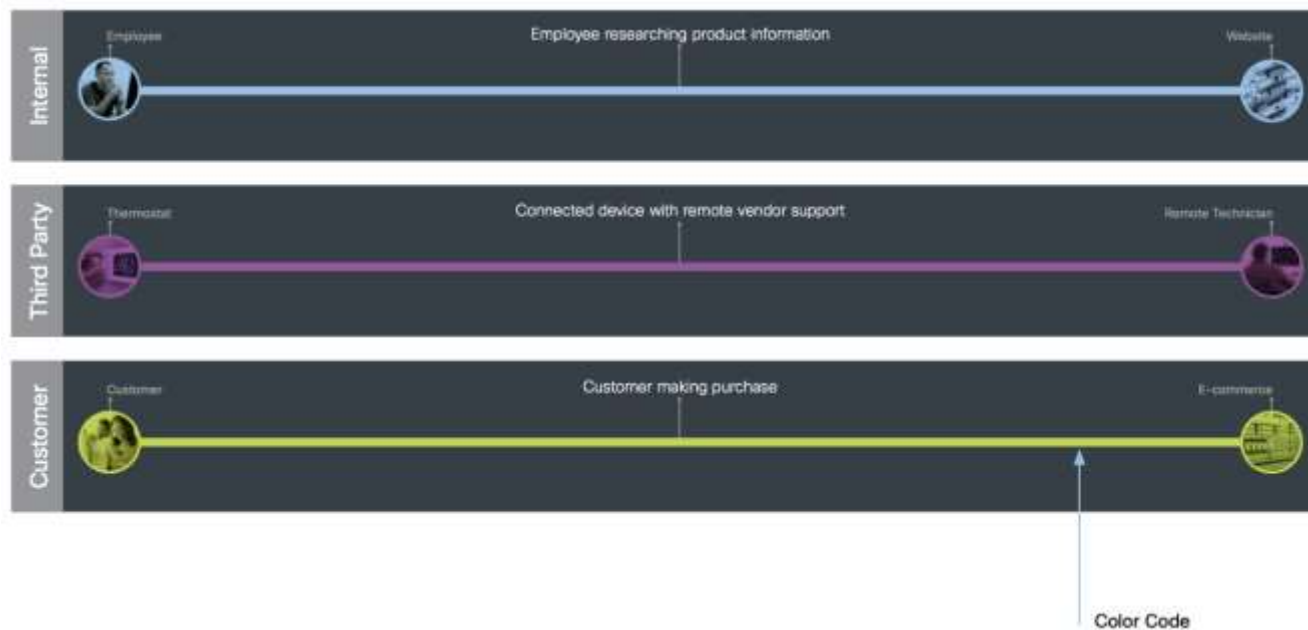 Internal
Employee
Employee researching product information
Website
Third Party
Thermostat
Connected device with remote vendor support
Remote Technician
Customer
Customer
Customer making purchase
E-commerce
Color Code